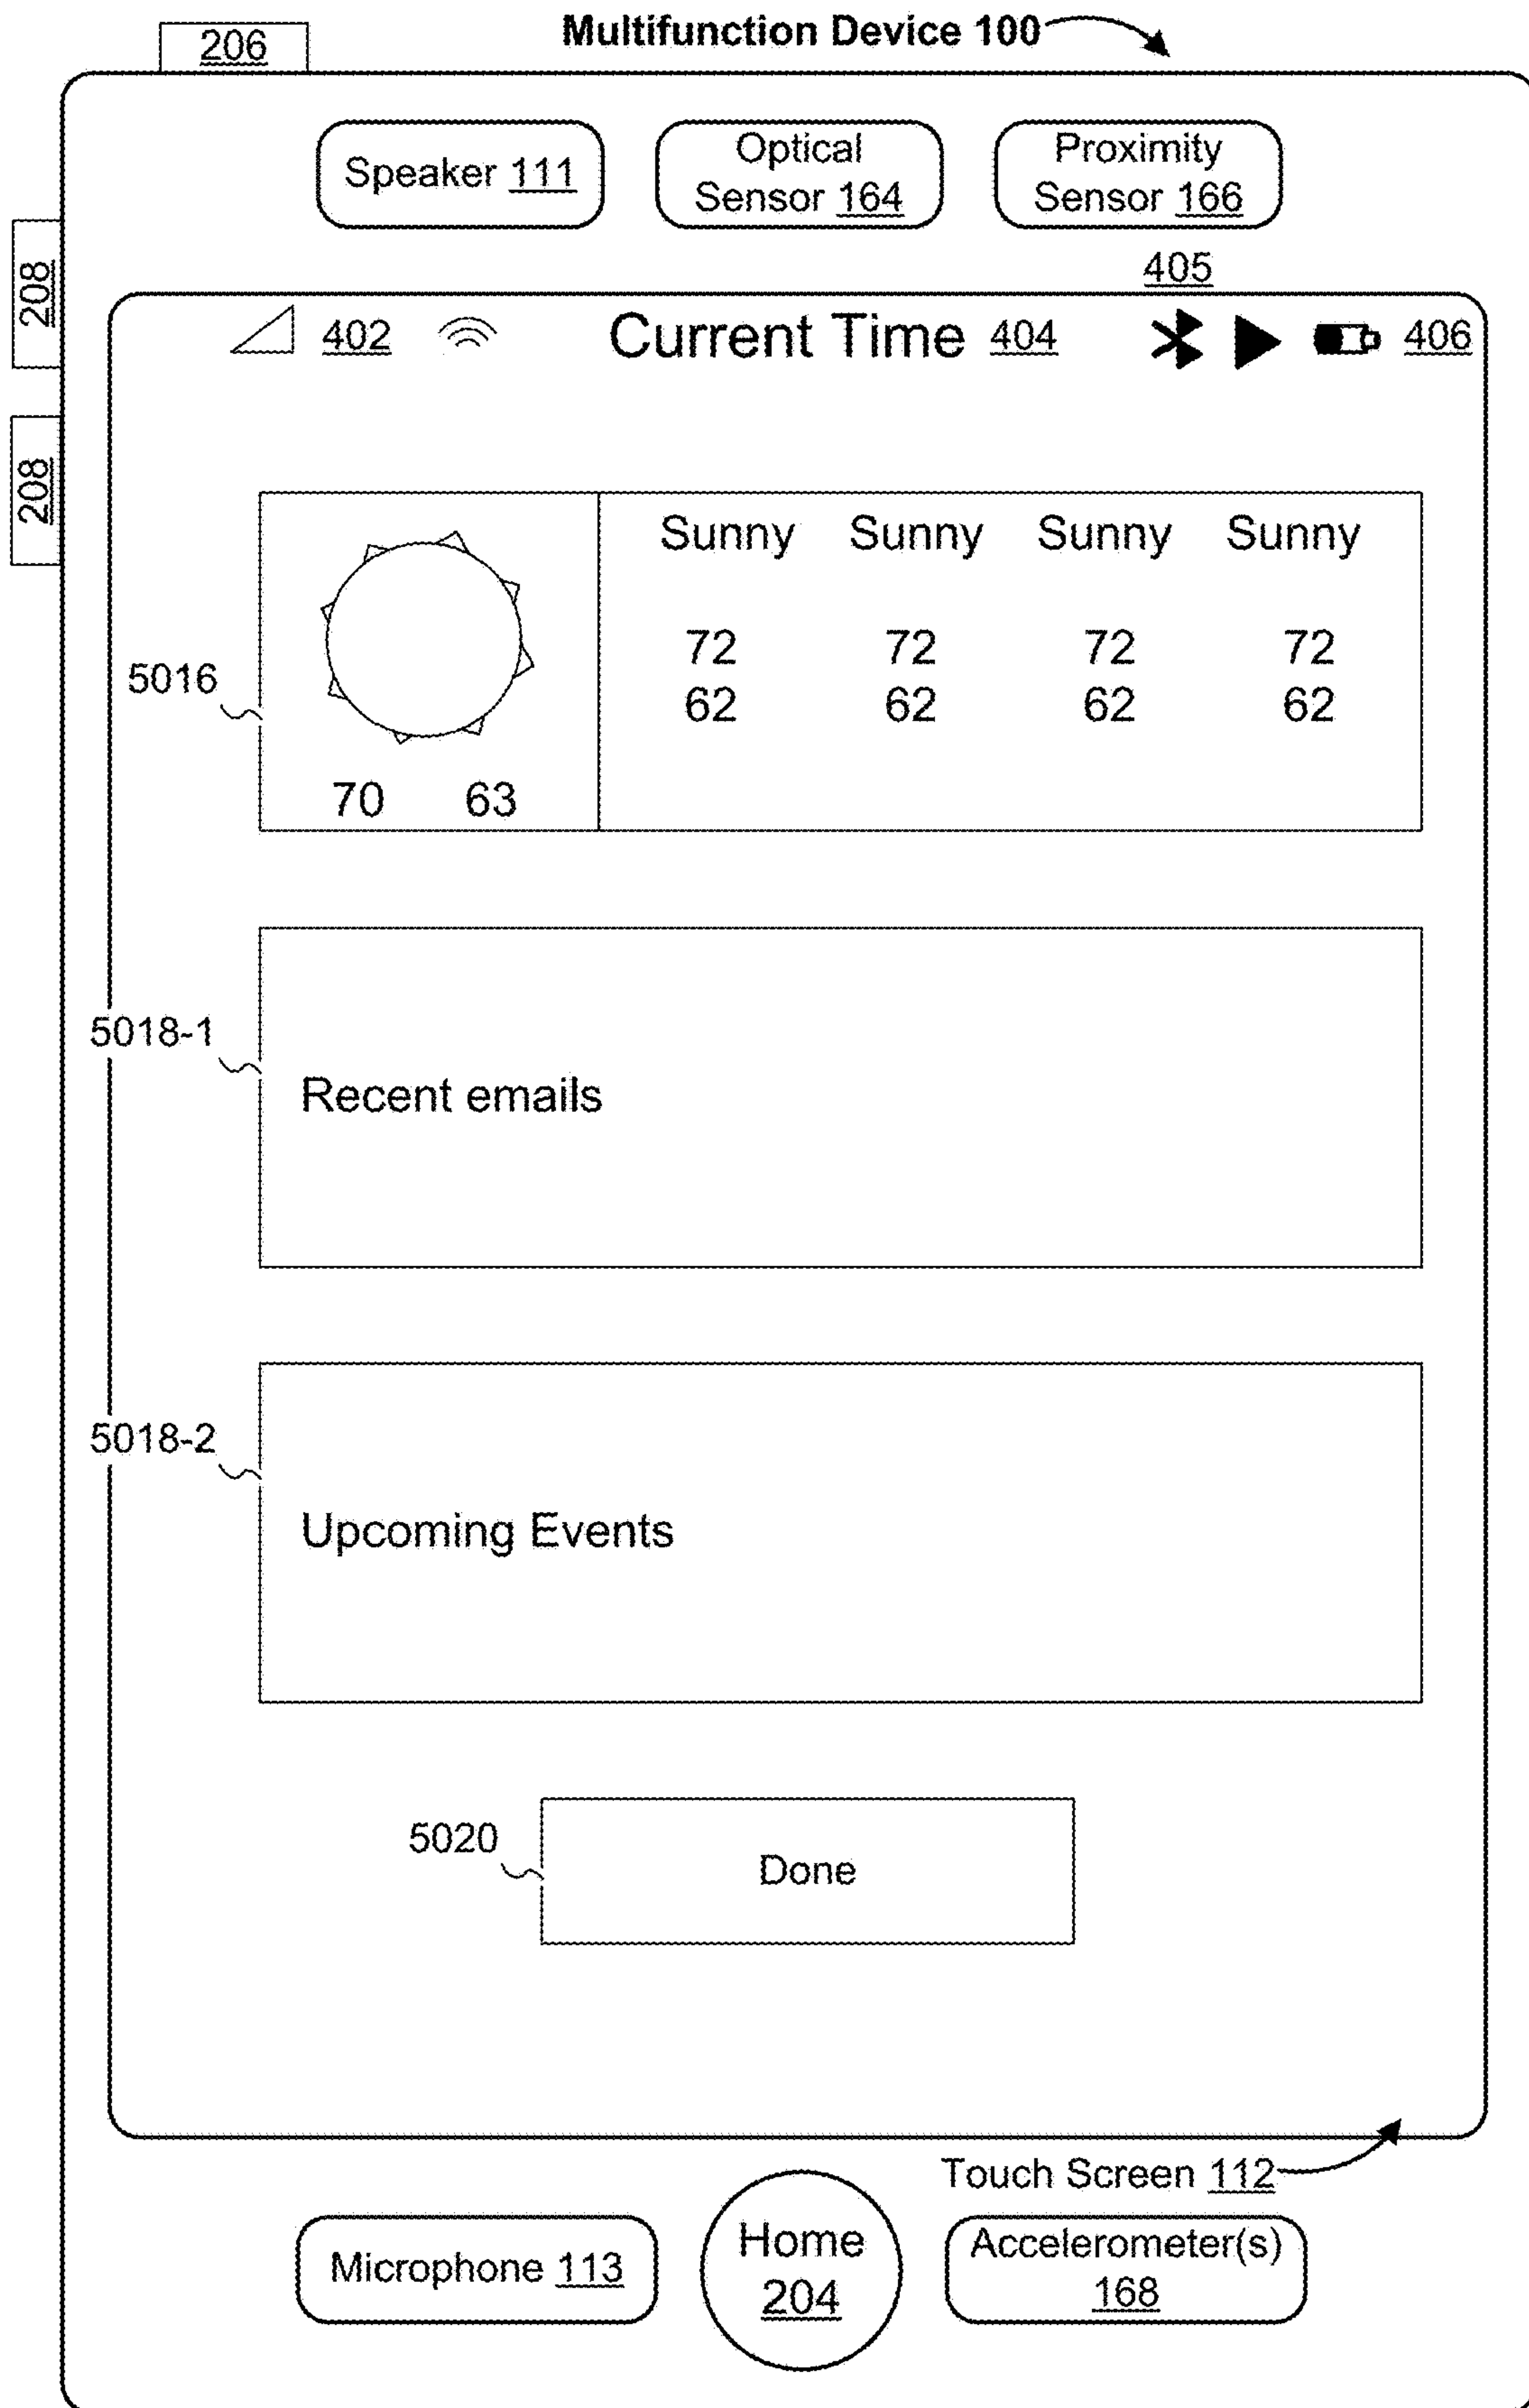 Multifunction Device 100
206
Speaker 111
Optical
Sensor 164
Proximity
Sensor 166
208
405
402
Current Time 404
406
208
Sunny Sunny Sunny Sunny
72 72 72 72
62 62 62 62
5016
70 63
5018-1
Recent emails
5018-2
Upcoming Events
5020
Done
Touch Screen 112
Microphone 113
Home
204
Accelerometer(s)
168